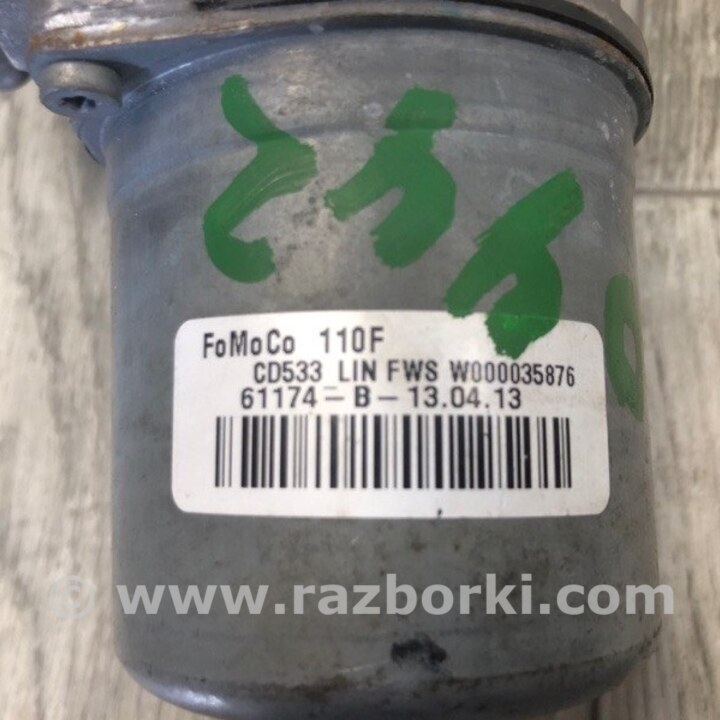 FoMoCo 110F
CD533 LIN FWS W000035876
61174-B-13.04.13
© www.razborki.com